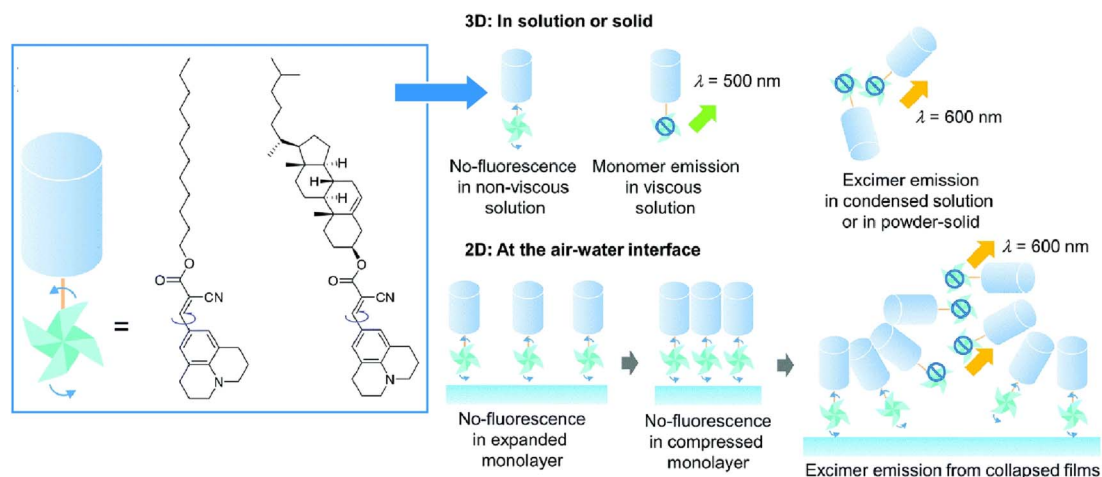 3D: In solution or solid
λ = 500 nm
λ = 600 nm
No-fluorescence
in non-viscous
solution
Monomer emission
in viscous
solution
Excimer emission
in condensed solution
or in powder-solid
H
H
H
O
O
CN
N
O
O
CN
N
=
2D: At the air-water interface
λ = 600 nm
No-fluorescence
in expanded
monolayer
No-fluorescence
in compressed
monolayer
Excimer emission from collapsed films